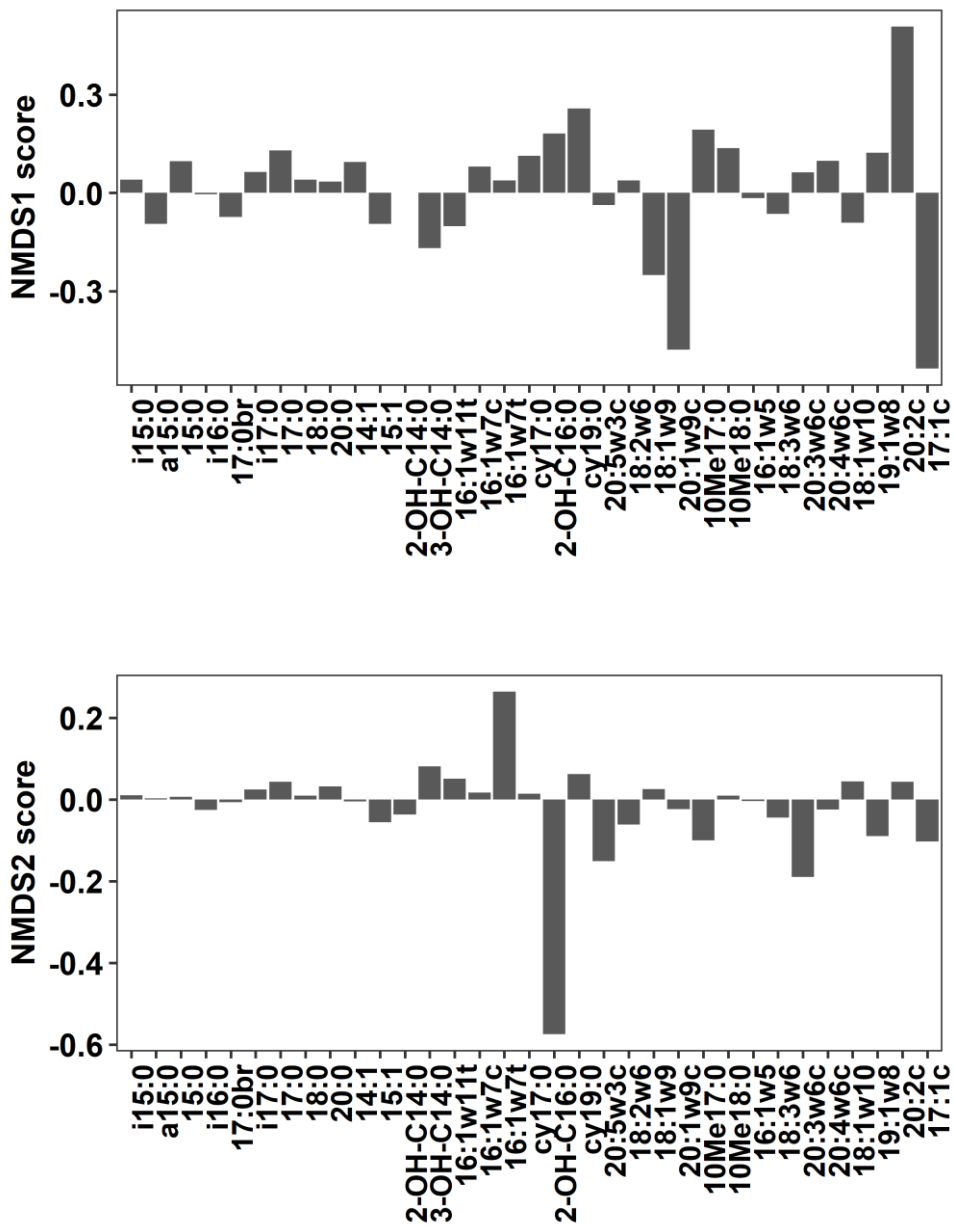 NMDS1 score
0.3
0.0
-0.3
i15:0
a15:0
15:0
i16:0
17:0br
i17:0
17:0
18:0
20:0
14:1
15:1
2-OH-C14:0
3-OH-C14:0
16:1w11t
16:1w7c
16:1w7t
cy17:0
2-OH-C16:0
cy19:0
20:5w3c
18:2w6
18:1w9
20:1w9c
10Me17:0
10Me18:0
16:1w5
18:3w6
20:3w6c
20:4w6c
18:1w10
19:1w8
20:2c
17:1c
NMDS2 score
0.2
0.0
-0.2
-0.4
-0.6
i15:0
a15:0
15:0
i16:0
17:0br
i17:0
17:0
18:0
20:0
14:1
15:1
2-OH-C14:0
3-OH-C14:0
16:1w11t
16:1w7c
16:1w7t
cy17:0
2-OH-C16:0
cy19:0
20:5w3c
18:2w6
18:1w9
20:1w9c
10Me17:0
10Me18:0
16:1w5
18:3w6
20:3w6c
20:4w6c
18:1w10
19:1w8
20:2c
17:1c